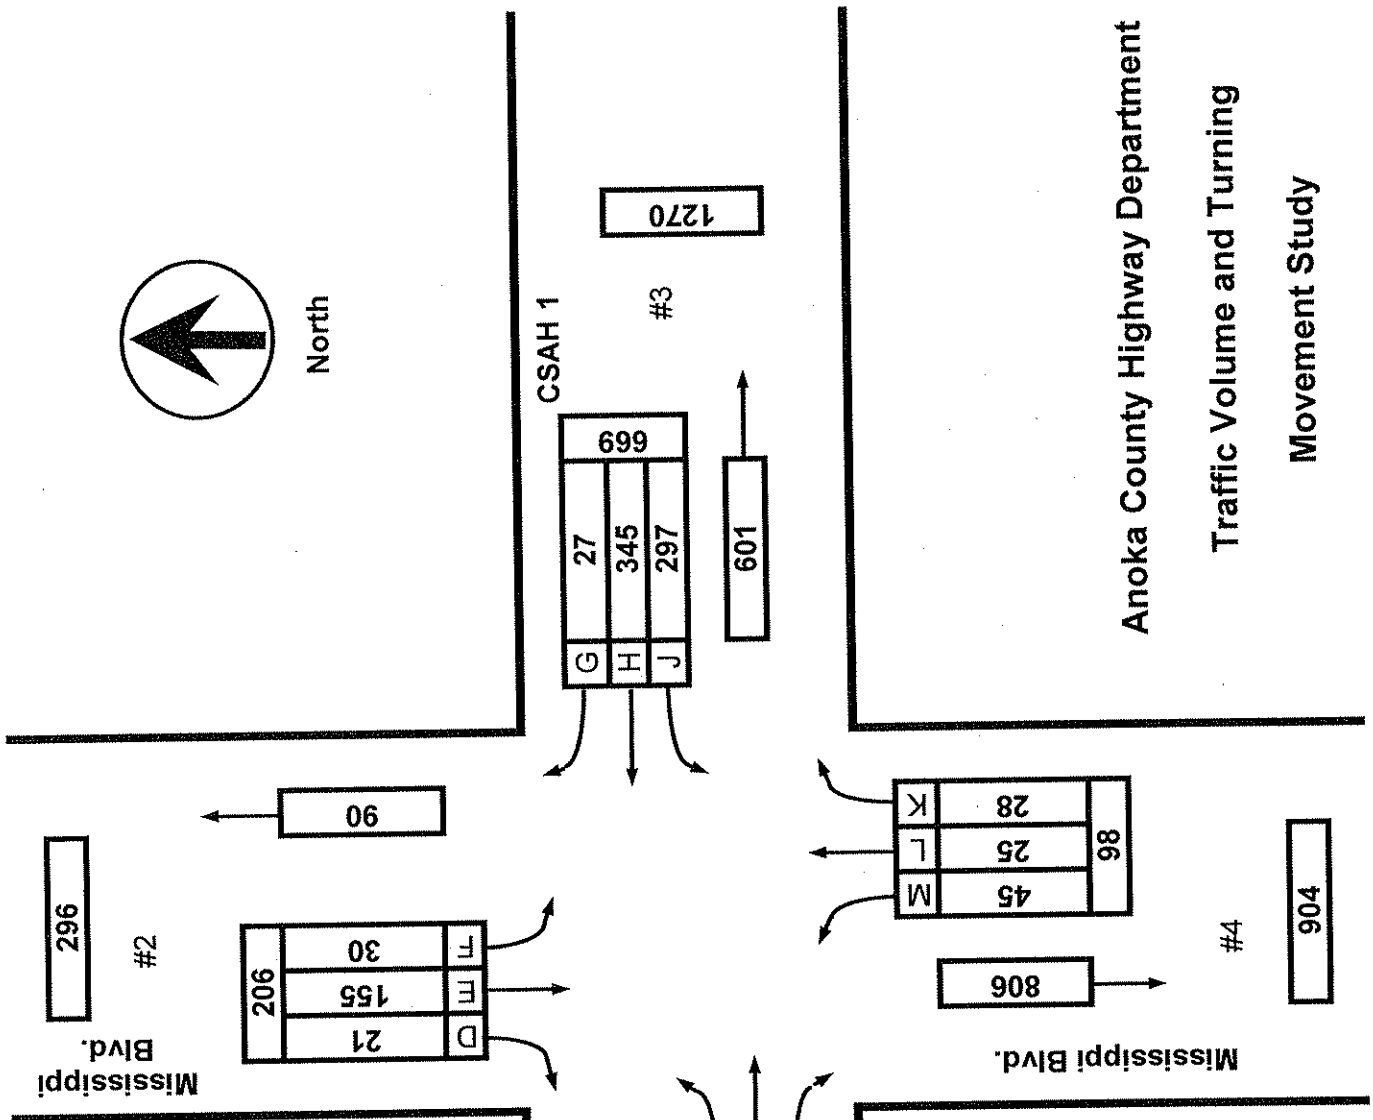 North
CSAH 1
1270
#3
669
G 27
H 345
J 297
601
90
296
#2
206
30 F
155 E
21 D
Mississippi
Blvd.
K 28
L 25
M 45
98
806
#4
904
Mississippi Blvd.
Anoka County Highway Department
Traffic Volume and Turning
Movement Study